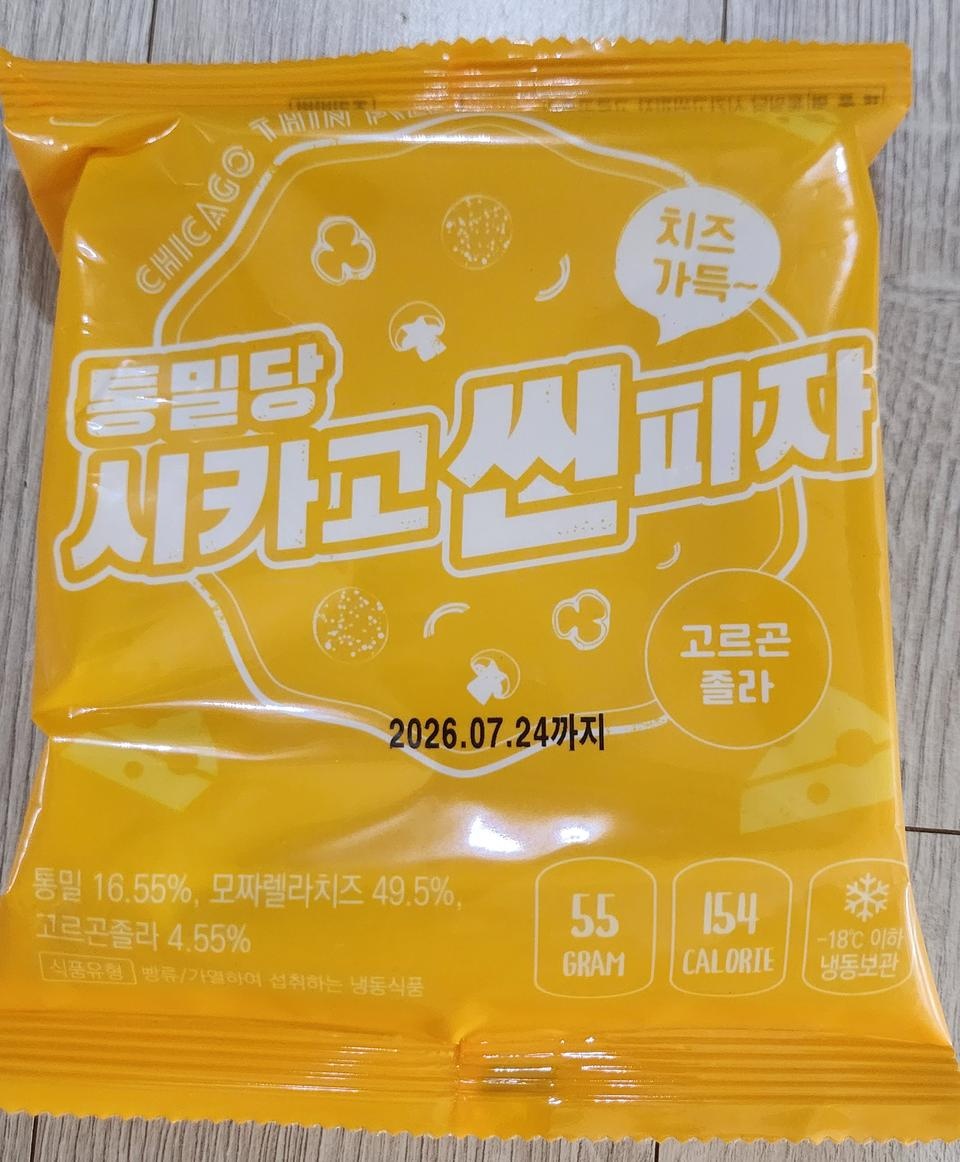 CHICAGO THIN
치즈
가득~
통밀당
시카고 씬피자
고르곤
졸라
2026.07.24까지
통밀 16.55%, 모짜렐라치즈 49.5%,
고르곤졸라 4.55%
식품유형 빵류/가열하여 섭취하는 냉동식품
55
GRAM
154
CALORIE
-18℃ 이하
냉동보관